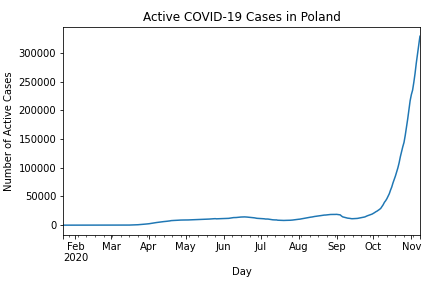 Active COVID-19 Cases in Poland
Number of Active Cases
300000
250000
200000
150000
100000
50000
0
Feb Mar Apr May Jun Jul Aug Sep Oct Nov
2020
Day